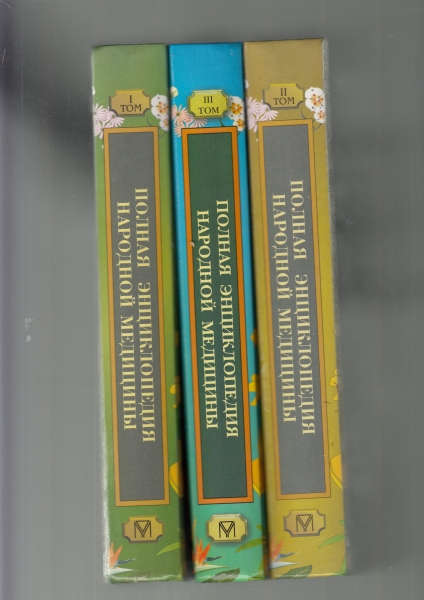 I
ТОМ
ПОЛНАЯ ЭНЦИКЛОПЕДИЯ
НАРОДНОЙ МЕДИЦИНЫ
III
ТОМ
ПОЛНАЯ ЭНЦИКЛОПЕДИЯ
НАРОДНОЙ МЕДИЦИНЫ
II
ТОМ
ПОЛНАЯ ЭНЦИКЛОПЕДИЯ
НАРОДНОЙ МЕДИЦИНЫ